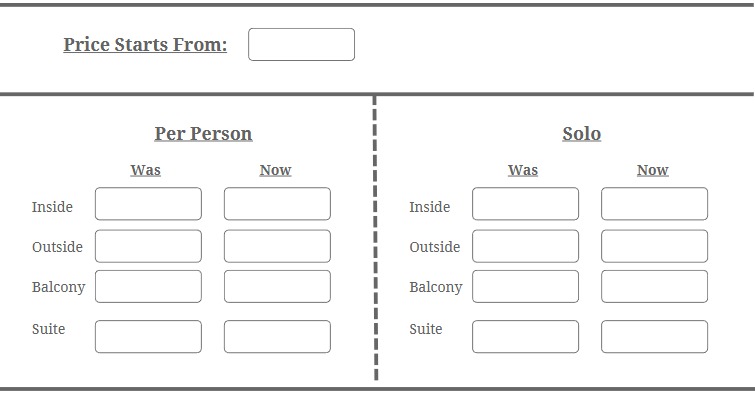 Price Starts From:
Per Person
Was Now
Inside
Outside
Balcony
Suite
Solo
Was Now
Inside
Outside
Balcony
Suite